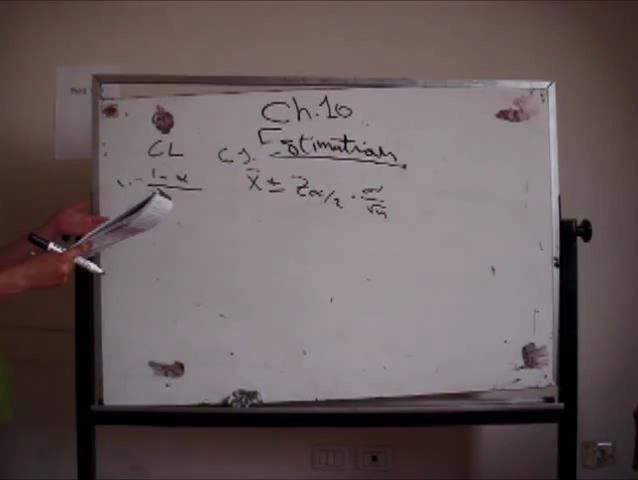 Ch.10
Estimation
CL
1-α
C.I.
x̄ ± Zα/2 · σ/√n